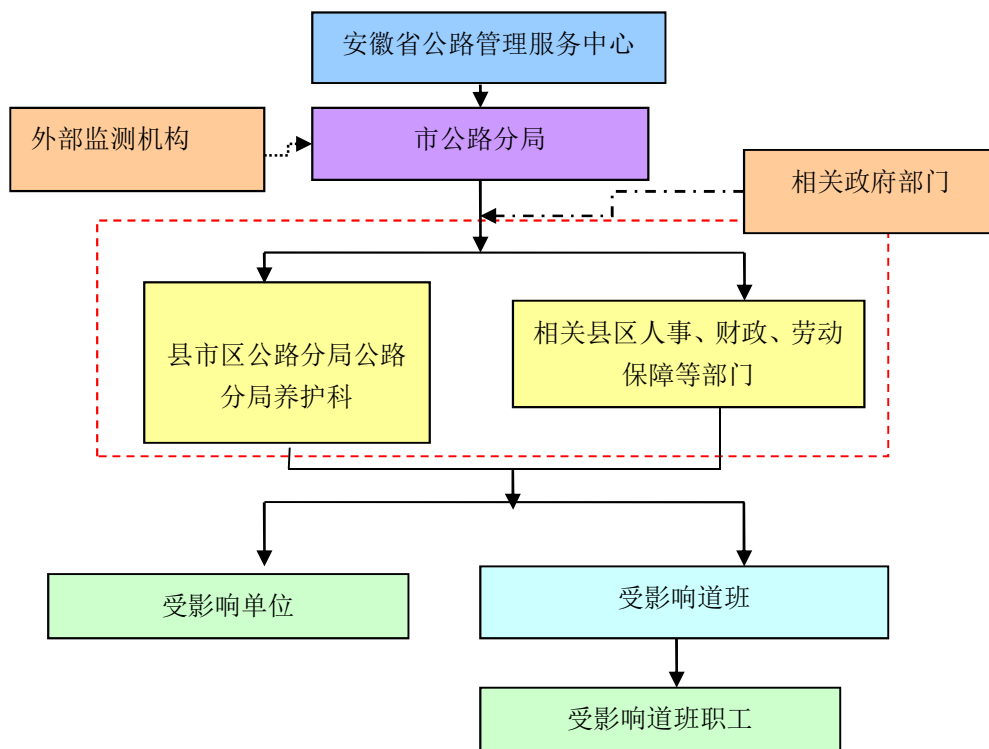 安徽省公路管理服务中心
外部监测机构
市公路分局
相关政府部门
县市区公路分局公路
分局养护科
相关县区人事、财政、劳动
保障等部门
受影响单位
受影响道班
受影响道班职工